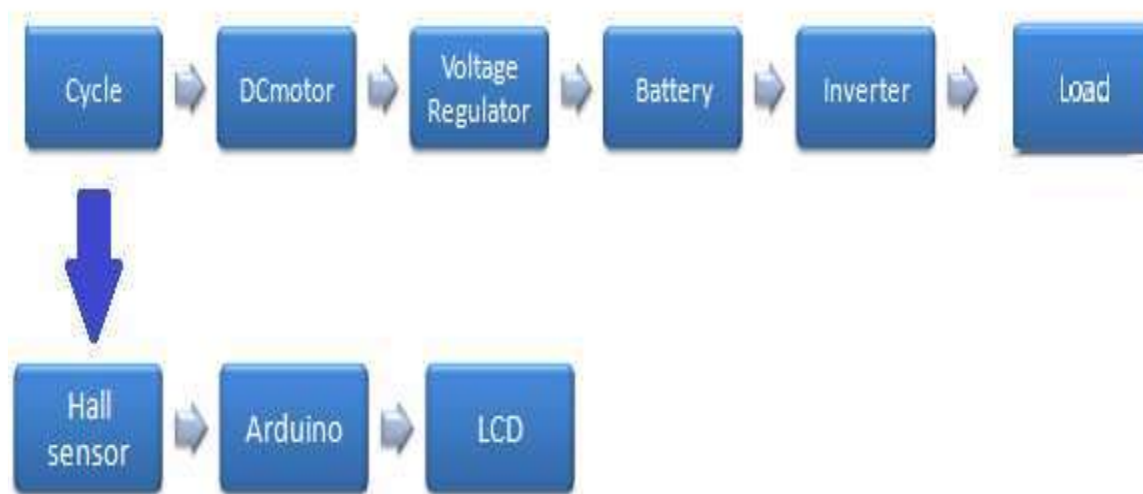 Cycle
DCmotor
Voltage
Regulator
Battery
Inverter
Load
Hall
sensor
Arduino
LCD